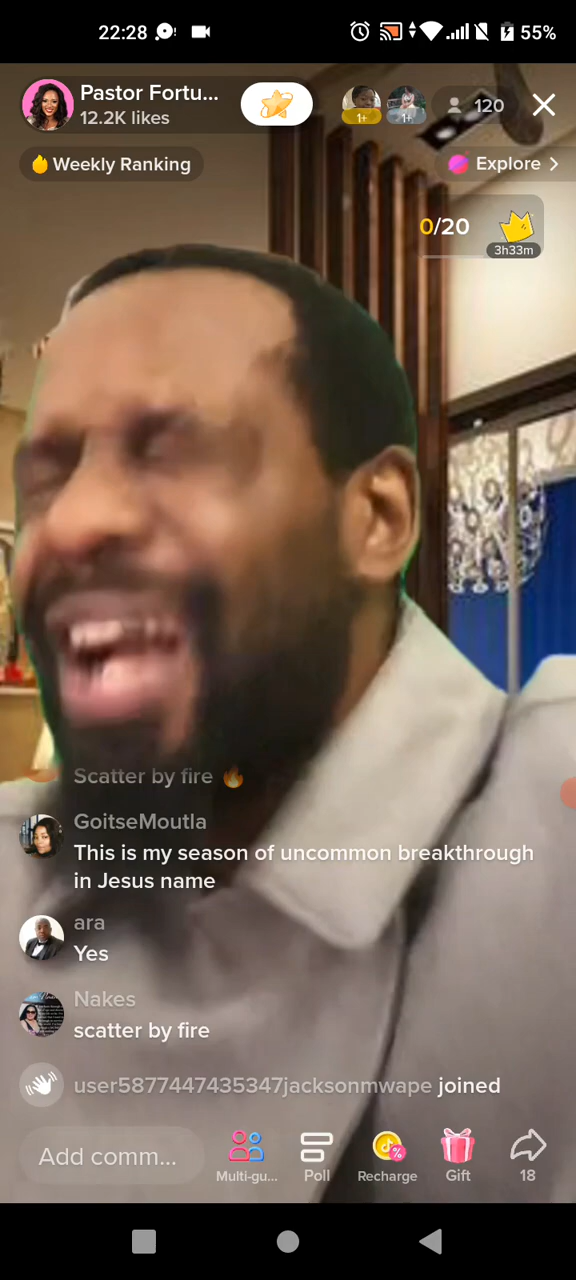 22:28
55%
Pastor Fortu...
12.2K likes
1+
1+
120
Weekly Ranking
Explore >
0/20
3h33m
Scatter by fire 🔥
GoitseMoutla
This is my season of uncommon breakthrough
in Jesus name
ara
Yes
Nakes
scatter by fire
user5877447435347jacksonmwape joined
Add comm...
Multi-gu...
Poll
Recharge
Gift
18